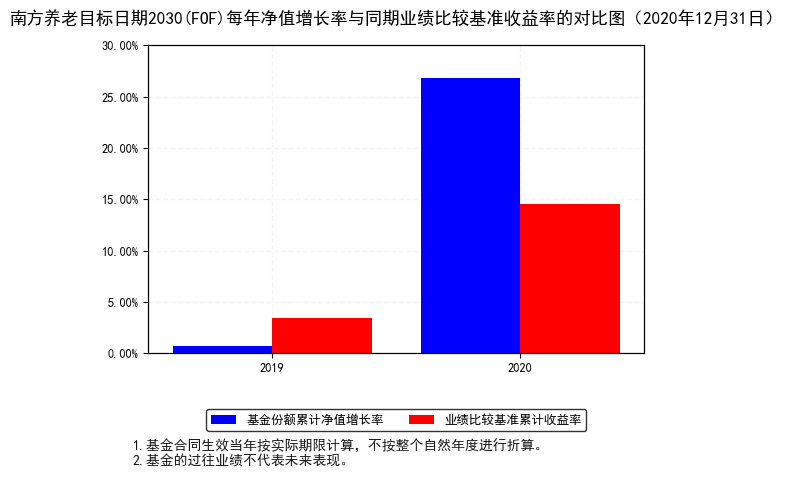 南方养老目标日期2030(FOF)每年净值增长率与同期业绩比较基准收益率的对比图（2020年12月31日）
30.00%
25.00%
20.00%
15.00%
10.00%
5.00%
0.00%
2019 2020
基金份额累计净值增长率 业绩比较基准累计收益率
1.基金合同生效当年按实际期限计算，不按整个自然年度进行折算。
2.基金的过往业绩不代表未来表现。